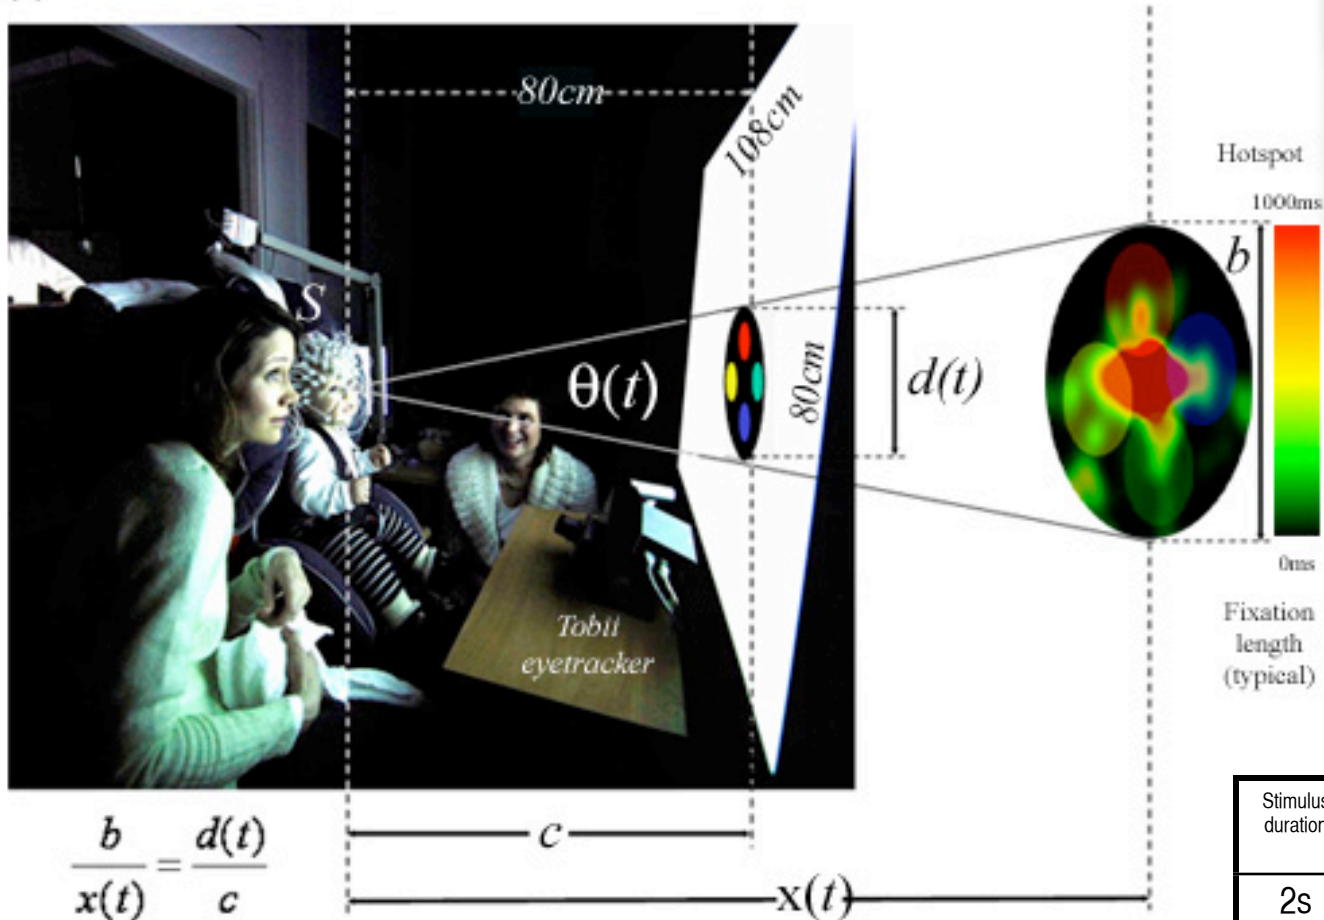 80cm
108cm
Hotspot
1000ms
b
S
θ(t)
80cm
d(t)
0ms
Tobii
eyetracker
Fixation
length
(typical)
b/x(t) = d(t)/c
c
x(t)
Stimulus
duration
2s